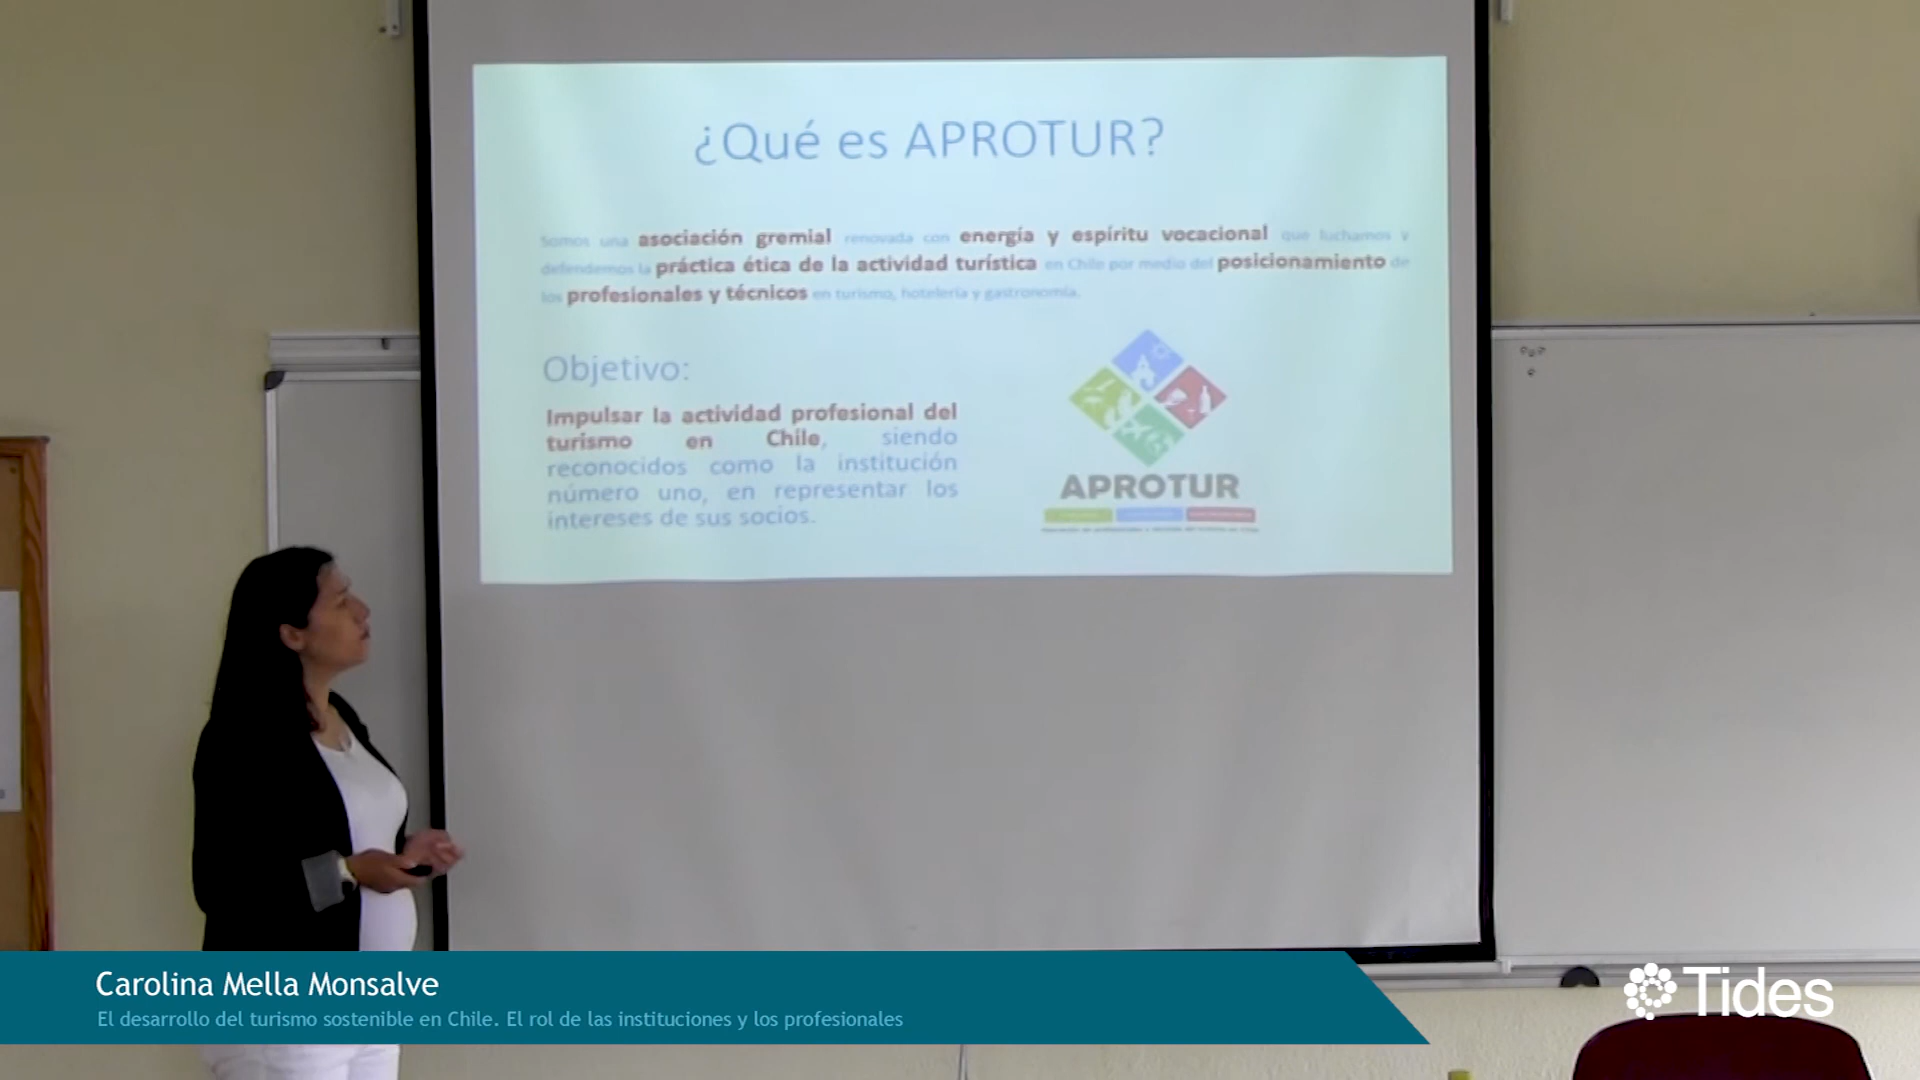 ¿Qué es APROTUR?
Somos una asociación gremial renovada con energía y espíritu vocacional que luchamos y
defendemos la práctica ética de la actividad turística en Chile por medio del posicionamiento de
los profesionales y técnicos en turismo, hotelería y gastronomía.
Objetivo:
Impulsar la actividad profesional del
turismo en Chile, siendo
reconocidos como la institución
número uno, en representar los
intereses de sus socios.
APROTUR
Carolina Mella Monsalve
El desarrollo del turismo sostenible en Chile. El rol de las instituciones y los profesionales
Tides